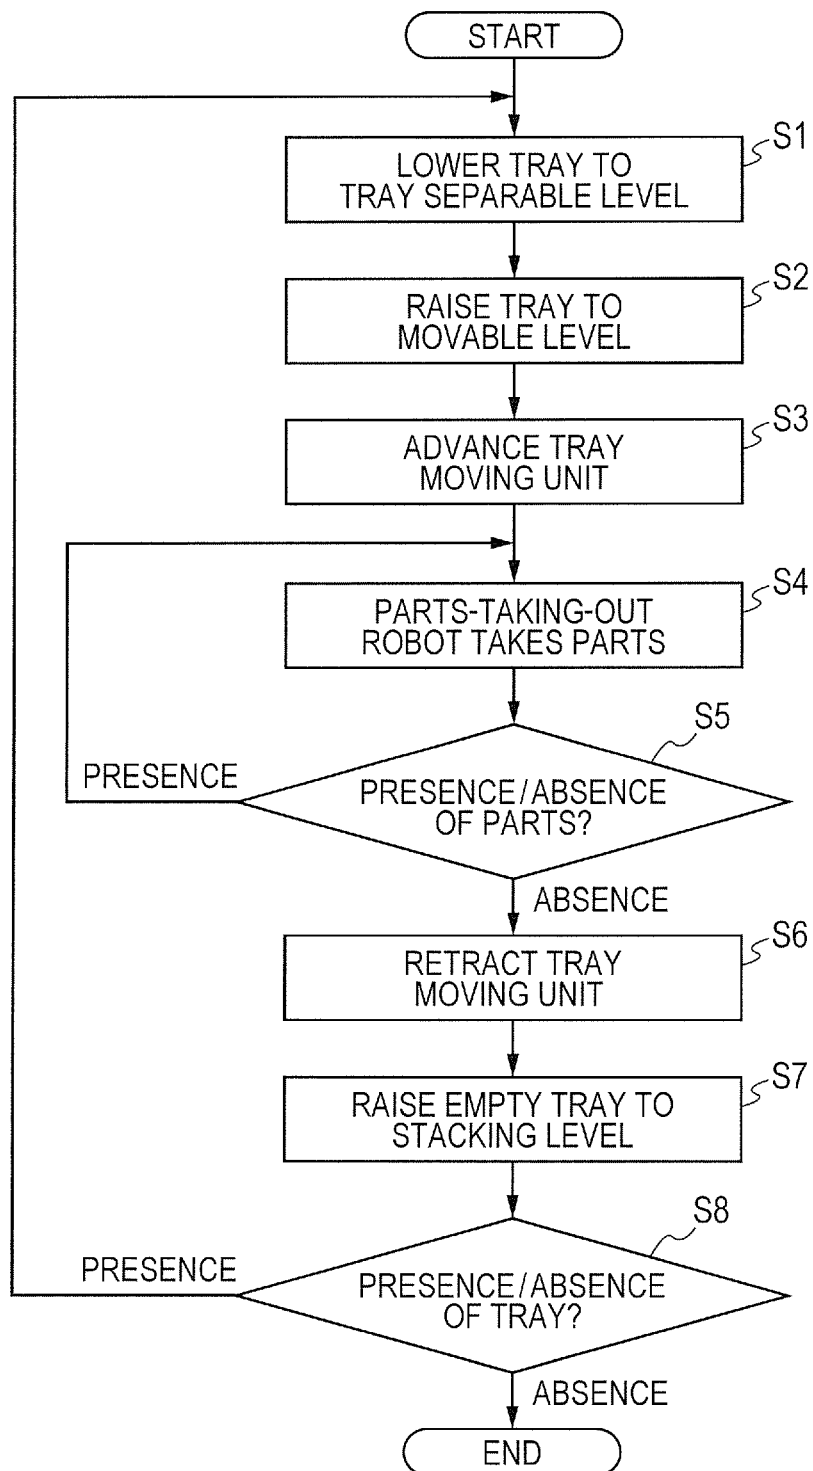 START
S1
LOWER TRAY TO
TRAY SEPARABLE LEVEL
S2
RAISE TRAY TO
MOVABLE LEVEL
S3
ADVANCE TRAY
MOVING UNIT
S4
PARTS-TAKING-OUT
ROBOT TAKES PARTS
S5
PRESENCE
PRESENCE/ABSENCE
OF PARTS?
ABSENCE
S6
RETRACT TRAY
MOVING UNIT
S7
RAISE EMPTY TRAY TO
STACKING LEVEL
S8
PRESENCE
PRESENCE/ABSENCE
OF TRAY?
ABSENCE
END